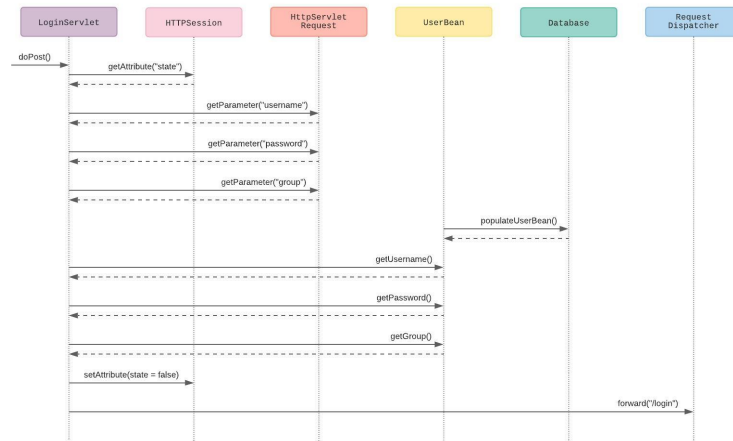 LoginServlet
HTTPSession
HttpServlet
Request
UserBean
Database
Request
Dispatcher
doPost()
getAttribute("state")
getParameter("username")
getParameter("password")
getParameter("group")
populateUserBean()
getUsername()
getPassword()
getGroup()
setAttribute(state = false)
forward("/login")